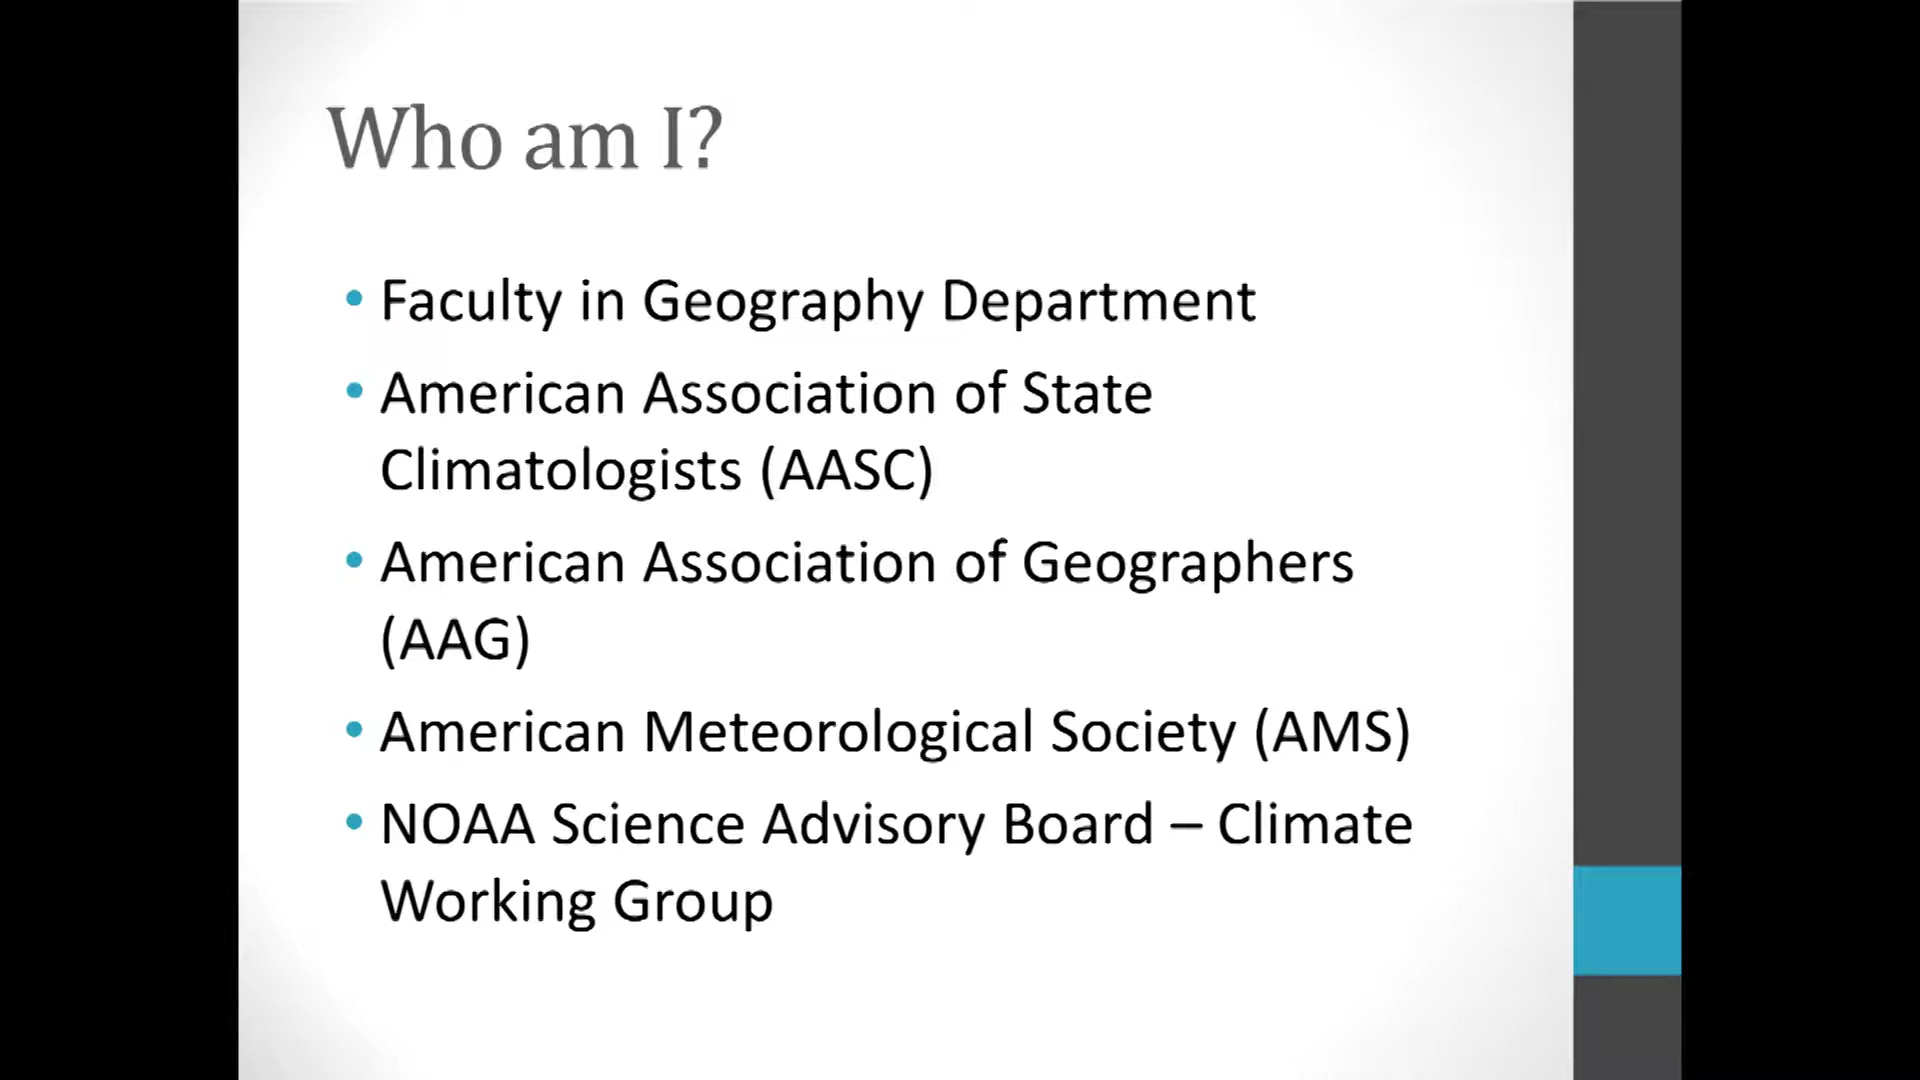 Who am I?
• Faculty in Geography Department
• American Association of State
Climatologists (AASC)
• American Association of Geographers
(AAG)
• American Meteorological Society (AMS)
• NOAA Science Advisory Board – Climate
Working Group